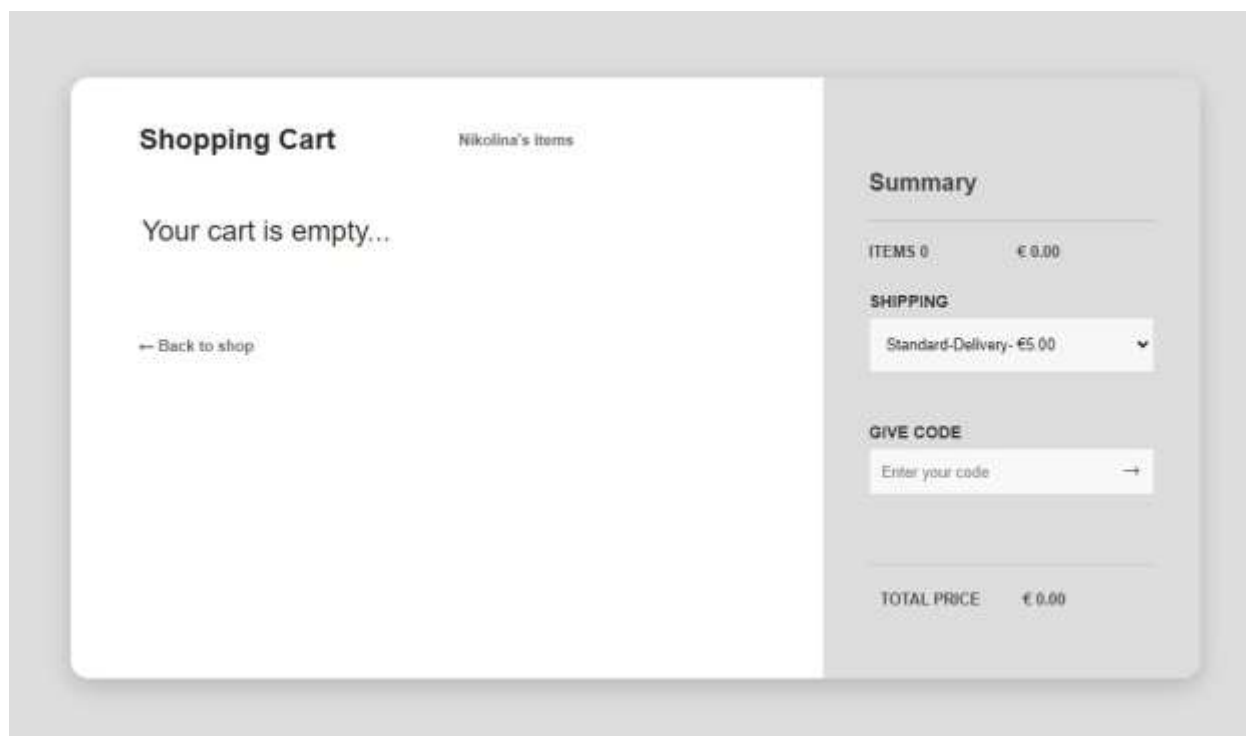 Shopping Cart
Nikolina's items
Your cart is empty...
← Back to shop
Summary
ITEMS 0 € 0.00
SHIPPING
Standard-Delivery- €5.00
GIVE CODE
Enter your code →
TOTAL PRICE € 0.00